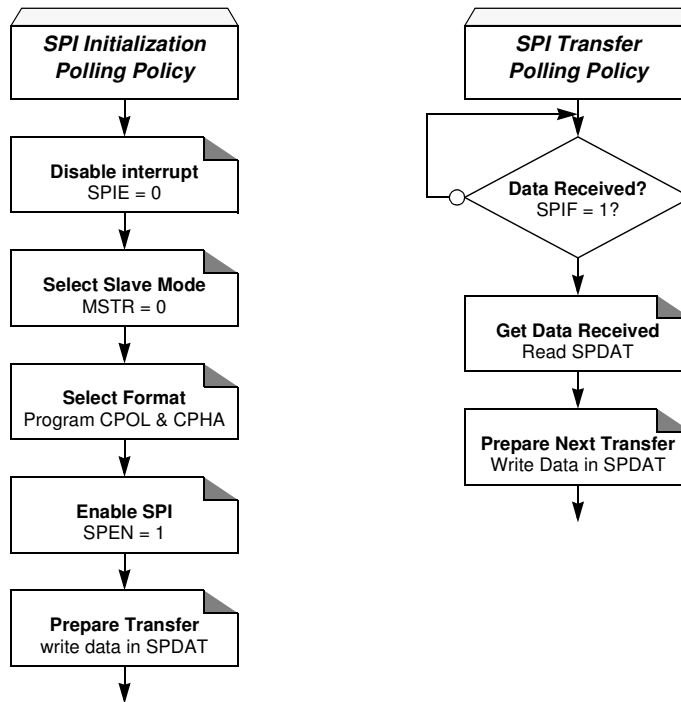 SPI Initialization
Polling Policy
Disable interrupt
SPIE = 0
Select Slave Mode
MSTR = 0
Select Format
Program CPOL & CPHA
Enable SPI
SPEN = 1
Prepare Transfer
write data in SPDAT
SPI Transfer
Polling Policy
Data Received?
SPIF = 1?
Get Data Received
Read SPDAT
Prepare Next Transfer
Write Data in SPDAT